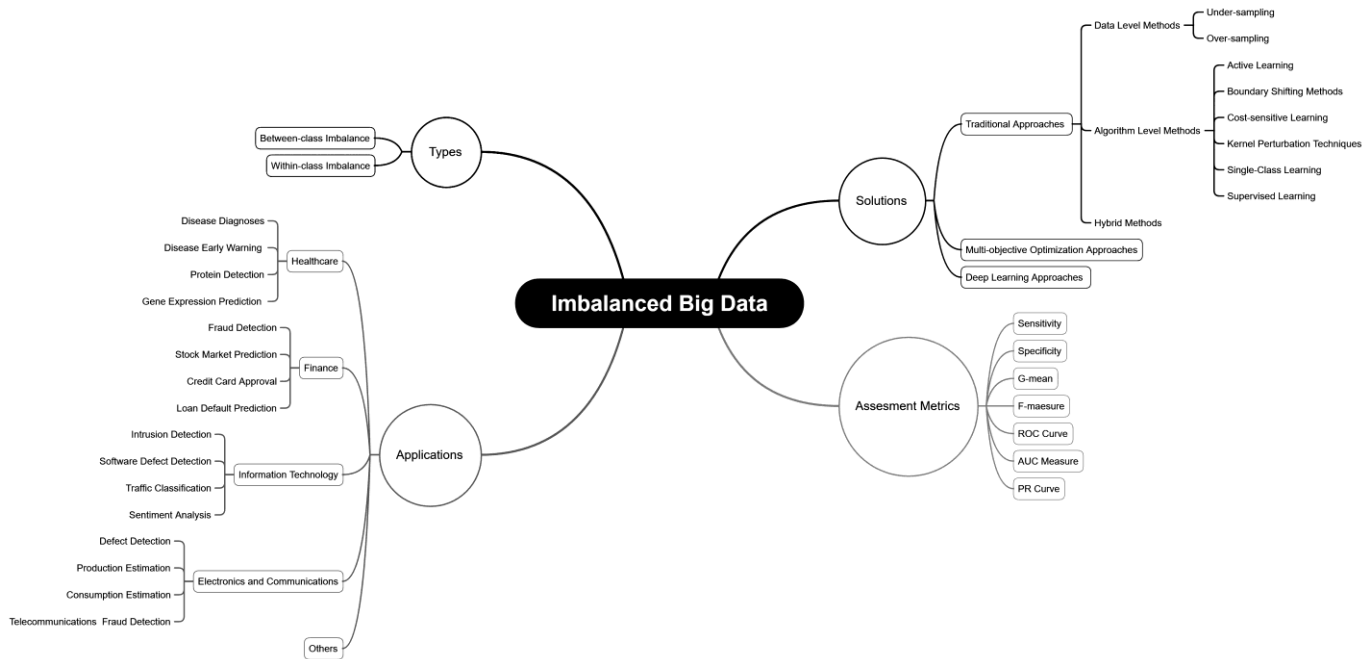 Imbalanced Big Data
Types
Between-class Imbalance
Within-class Imbalance
Applications
Healthcare
Disease Diagnoses
Disease Early Warning
Protein Detection
Gene Expression Prediction
Finance
Fraud Detection
Stock Market Prediction
Credit Card Approval
Loan Default Prediction
Information Technology
Intrusion Detection
Software Defect Detection
Traffic Classification
Sentiment Analysis
Electronics and Communications
Defect Detection
Production Estimation
Consumption Estimation
Telecommunications Fraud Detection
Others
Solutions
Traditional Approaches
Data Level Methods
Under-sampling
Over-sampling
Algorithm Level Methods
Active Learning
Boundary Shifting Methods
Cost-sensitive Learning
Kernel Perturbation Techniques
Single-Class Learning
Supervised Learning
Hybrid Methods
Multi-objective Optimization Approaches
Deep Learning Approaches
Assesment Metrics
Sensitivity
Specificity
G-mean
F-maesure
ROC Curve
AUC Measure
PR Curve